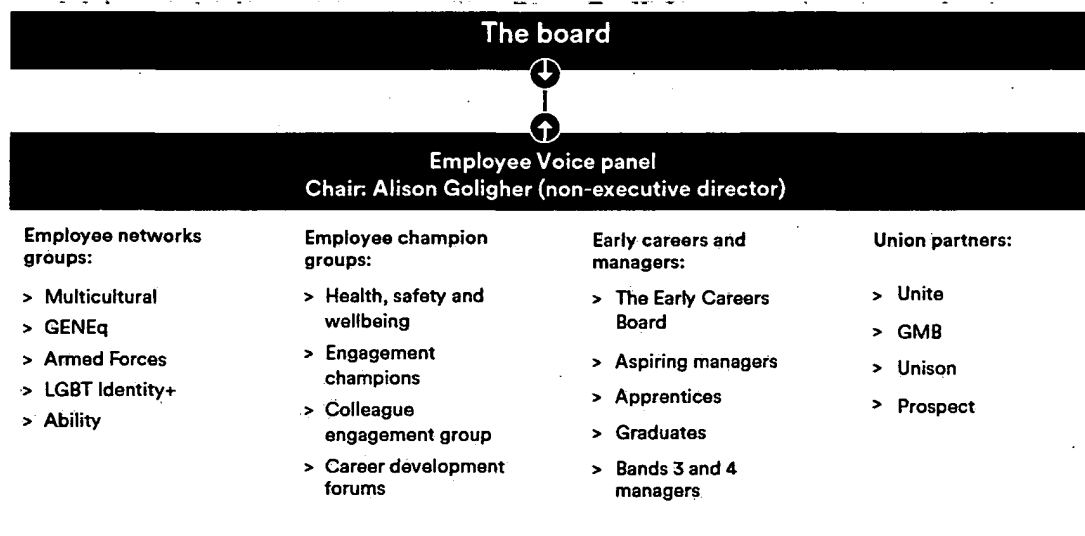 The board
Employee Voice panel
Chair: Alison Goligher (non-executive director)
Employee networks
groups:
> Multicultural
> GENEq
> Armed Forces
> LGBT Identity+
> Ability
Employee champion
groups:
> Health, safety and
wellbeing
> Engagement
champions
> Colleague
engagement group
> Career development
forums
Early careers and
managers:
> The Early Careers
Board
> Aspiring managers
> Apprentices
> Graduates
> Bands 3 and 4
managers
Union partners:
> Unite
> GMB
> Unison
> Prospect